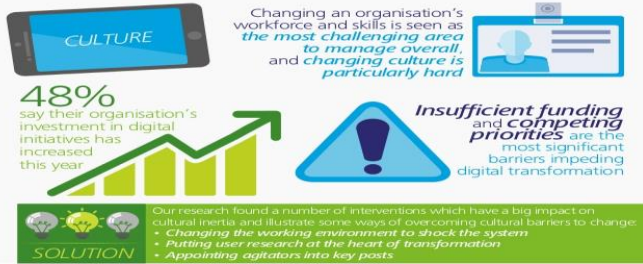 CULTURE
Changing an organisation's
workforce and skills is seen as
the most challenging area
to manage overall,
and changing culture is
particularly hard
48%
say their organisation's
investment in digital
initiatives has
increased
this year
Insufficient funding
and competing
priorities are the
most significant
barriers impeding
digital transformation
SOLUTION
Our research found a number of interventions which have a big impact on
cultural inertia and illustrate some ways of overcoming cultural barriers to change:
• Changing the working environment to shock the system
• Putting user research at the heart of transformation
• Appointing agitators into key posts